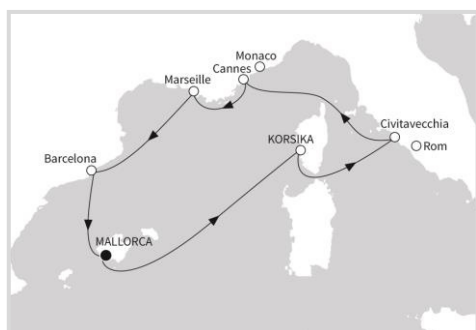 Monaco
Cannes
Marseille
Civitavecchia
KORSIKA
Rom
Barcelona
MALLORCA